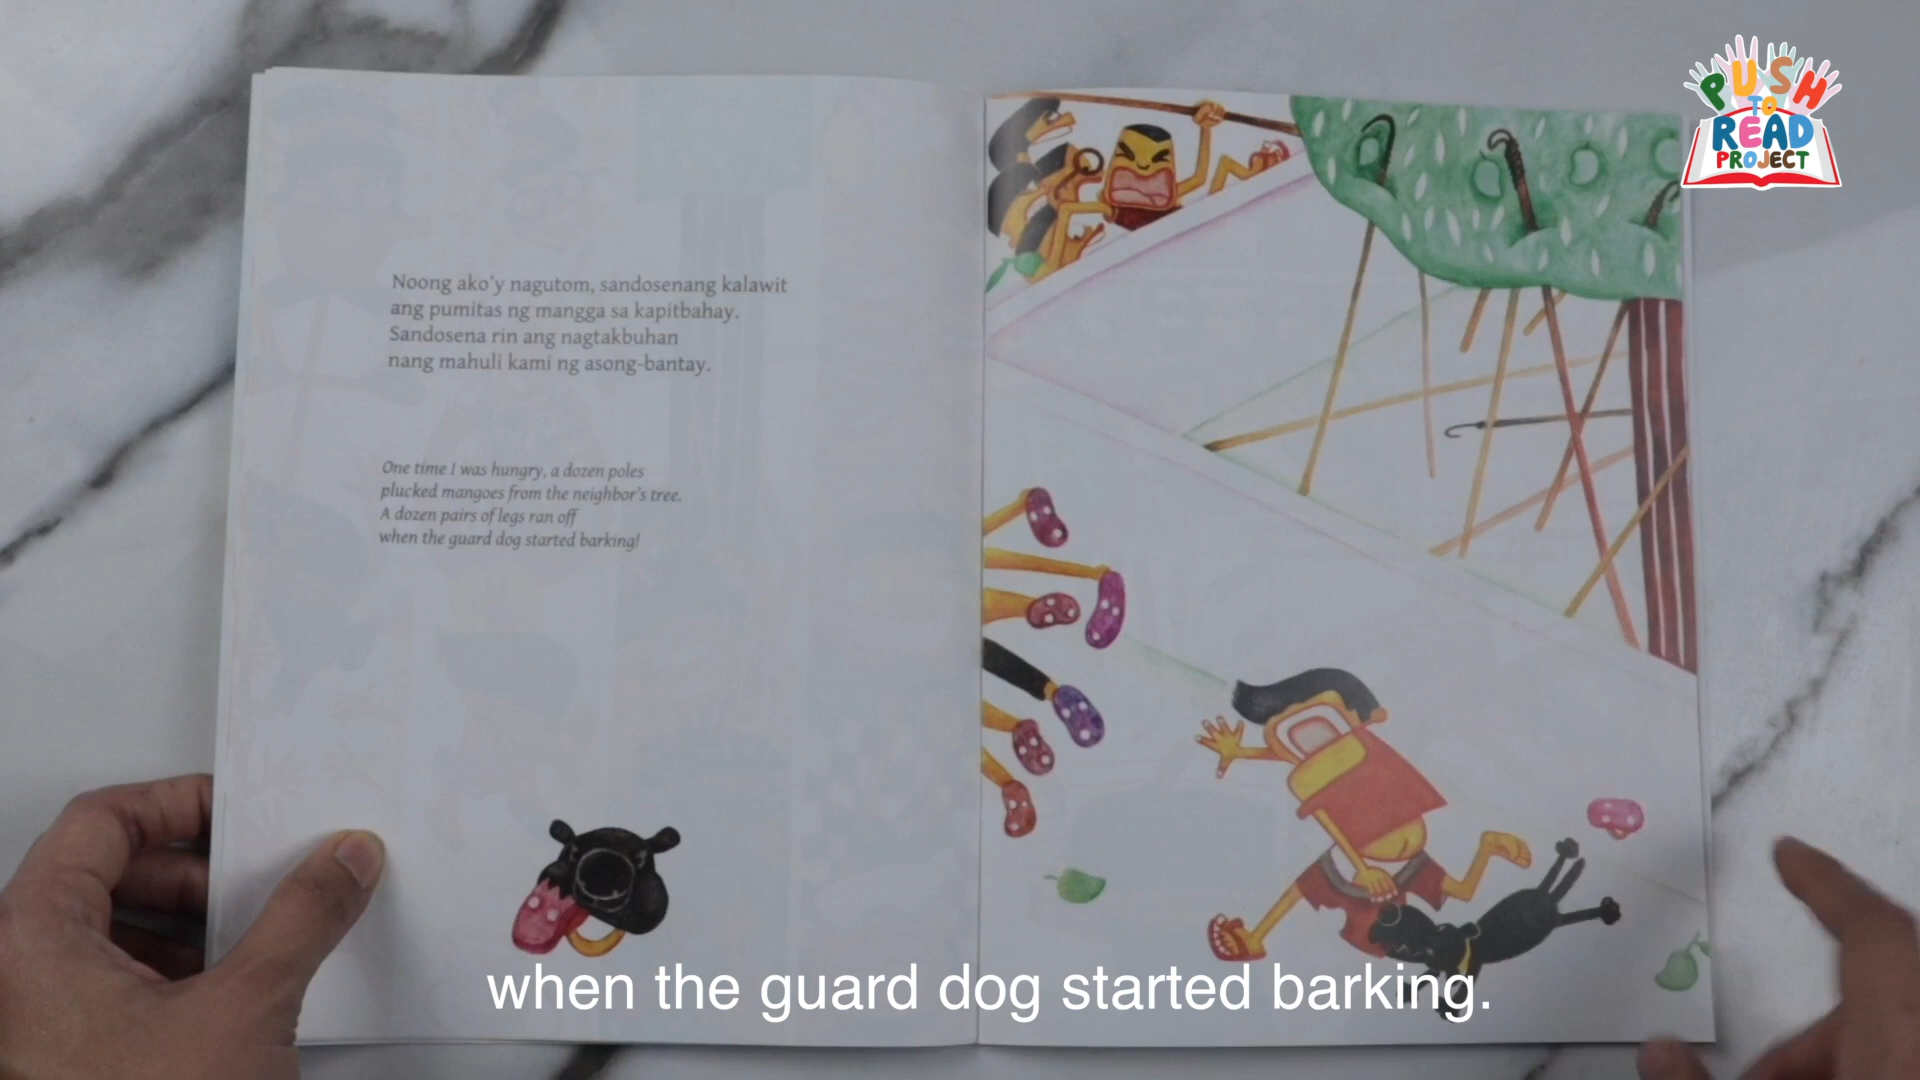 PUSH
TO
READ
PROJECT
Noong ako'y nagutom, sandosenang kalawit
ang pumitas ng mangga sa kapitbahay.
Sandosena rin ang nagtakbuhan
nang mahuli kami ng asong-bantay.
One time I was hungry, a dozen poles
plucked mangoes from the neighbor's tree.
A dozen pairs of legs ran off
when the guard dog started barking!
when the guard dog started barking.